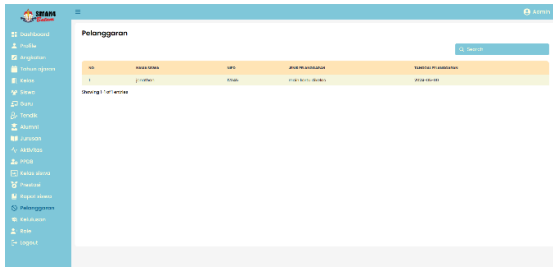 SIMAN4
Admin
Dashboard
Profile
Angkatan
Tahun ajaran
Kelas
Siswa
Guru
Tendik
Alumni
Jurusan
Aktivitas
PPDB
Kelas siswa
Prestasi
Rapor siswa
Pelanggaran
Kelulusan
Role
Logout
Pelanggaran
Search
NO NAMA SISWA INFO JENIS PELANGGARAN TANGGAL PELANGGARAN
1
Showing 1 1 of 1 entries